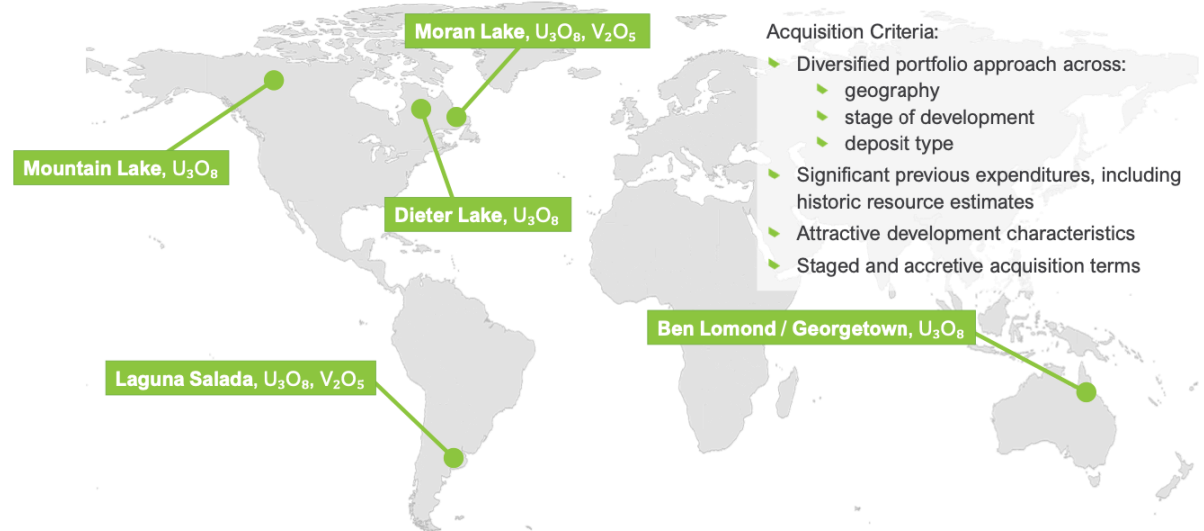 Moran Lake, U₃O₈, V₂O₅
Mountain Lake, U₃O₈
Dieter Lake, U₃O₈
Laguna Salada, U₃O₈, V₂O₅
Ben Lomond / Georgetown, U₃O₈
Acquisition Criteria:
Diversified portfolio approach across:
geography
stage of development
deposit type
Significant previous expenditures, including
historic resource estimates
Attractive development characteristics
Staged and accretive acquisition terms